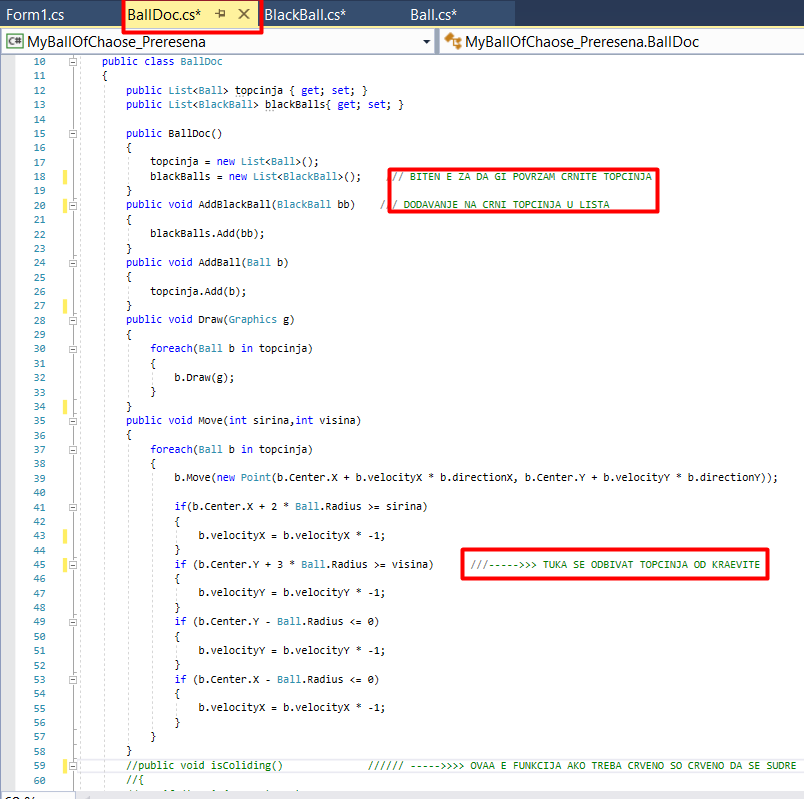 Form1.cs BallDoc.cs* BlackBall.cs* Ball.cs*
C# MyBallOfChaose_Preresena MyBallOfChaose_Preresena.BallDoc
10 public class BallDoc
11 {
12 public List<Ball> topcinja { get; set; }
13 public List<BlackBall> blackBalls{ get; set; }
14
15 public BallDoc()
16 {
17 topcinja = new List<Ball>();
18 blackBalls = new List<BlackBall>(); /// BITEN E ZA DA GI POVRZAM CRNITE TOPCINJA
19 }
20 public void AddBlackBall(BlackBall bb) /// DODAVANJE NA CRNI TOPCINJA U LISTA
21 {
22 blackBalls.Add(bb);
23 }
24 public void AddBall(Ball b)
25 {
26 topcinja.Add(b);
27 }
28 public void Draw(Graphics g)
29 {
30 foreach(Ball b in topcinja)
31 {
32 b.Draw(g);
33 }
34 }
35 public void Move(int sirina,int visina)
36 {
37 foreach(Ball b in topcinja)
38 {
39 b.Move(new Point(b.Center.X + b.velocityX * b.directionX, b.Center.Y + b.velocityY * b.directionY));
40
41 if(b.Center.X + 2 * Ball.Radius >= sirina)
42 {
43 b.velocityX = b.velocityX * -1;
44 }
45 if (b.Center.Y + 3 * Ball.Radius >= visina) ///----->>> TUKA SE ODBIVAT TOPCINJA OD KRAEVITE
46 {
47 b.velocityY = b.velocityY * -1;
48 }
49 if (b.Center.Y - Ball.Radius <= 0)
50 {
51 b.velocityY = b.velocityY * -1;
52 }
53 if (b.Center.X - Ball.Radius <= 0)
54 {
55 b.velocityX = b.velocityX * -1;
56 }
57 }
58 }
59 //public void isColiding() ////// ----->>>> OVAA E FUNKCIJA AKO TREBA CRVENO SO CRVENO DA SE SUDRE
60 //{